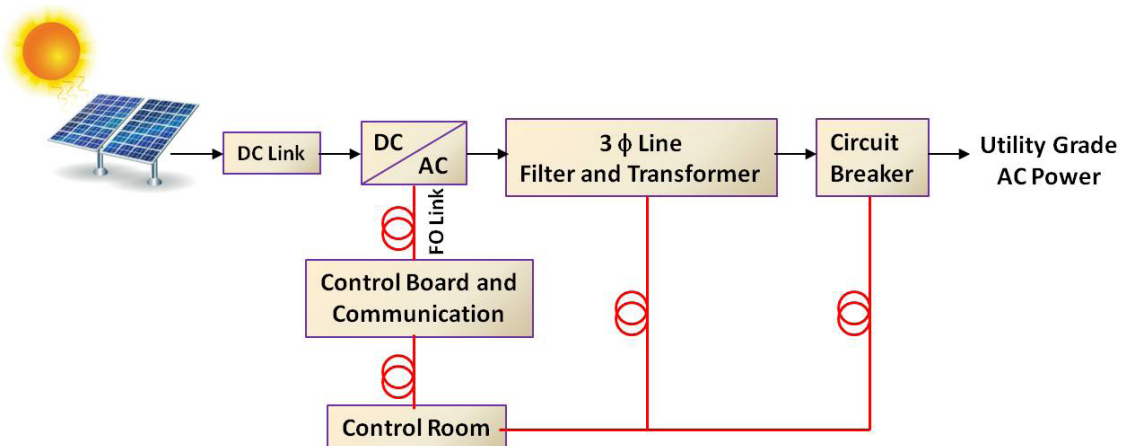 DC Link
DC
AC
3 ϕ Line
Filter and Transformer
Circuit
Breaker
Utility Grade
AC Power
FO Link
Control Board and
Communication
Control Room